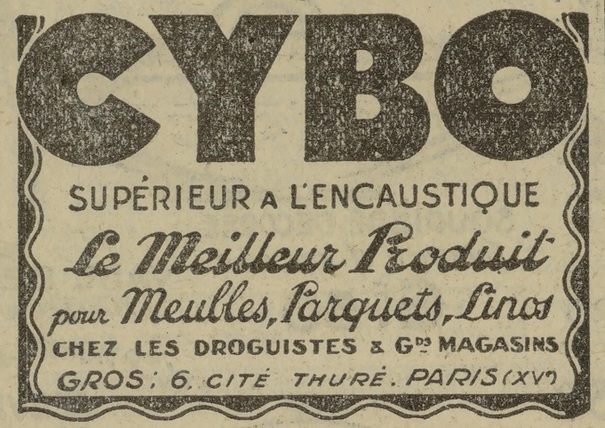 CYBO
SUPÉRIEUR A L'ENCAUSTIQUE
Le Meilleur Produit
pour Meubles, Parquets, Linos
CHEZ LES DROGUISTES & GDS MAGASINS
GROS: 6, CITÉ THURÉ. PARIS (XVe)